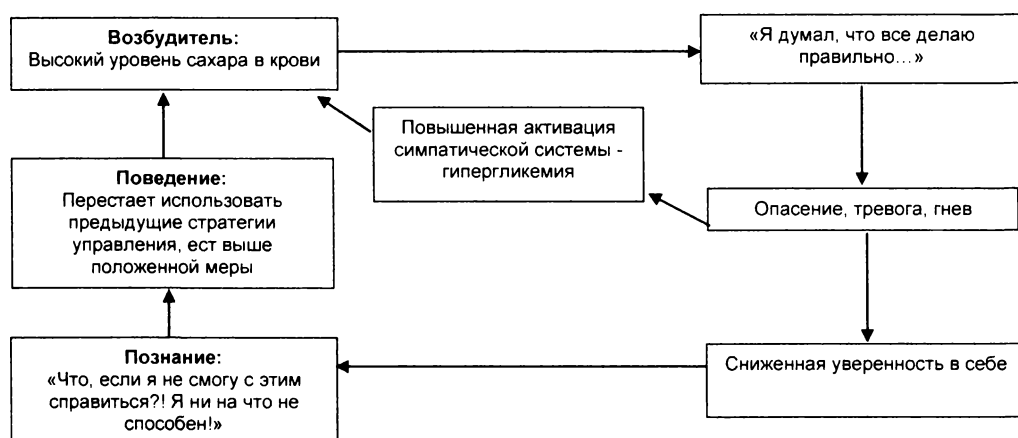 Возбудитель:
Высокий уровень сахара в крови
«Я думал, что все делаю
правильно...»
Повышенная активация
симпатической системы -
гипергликемия
Поведение:
Перестает использовать
предыдущие стратегии
управления, ест выше
положенной меры
Опасение, тревога, гнев
Познание:
«Что, если я не смогу с этим
справиться?! Я ни на что не
способен!»
Сниженная уверенность в себе